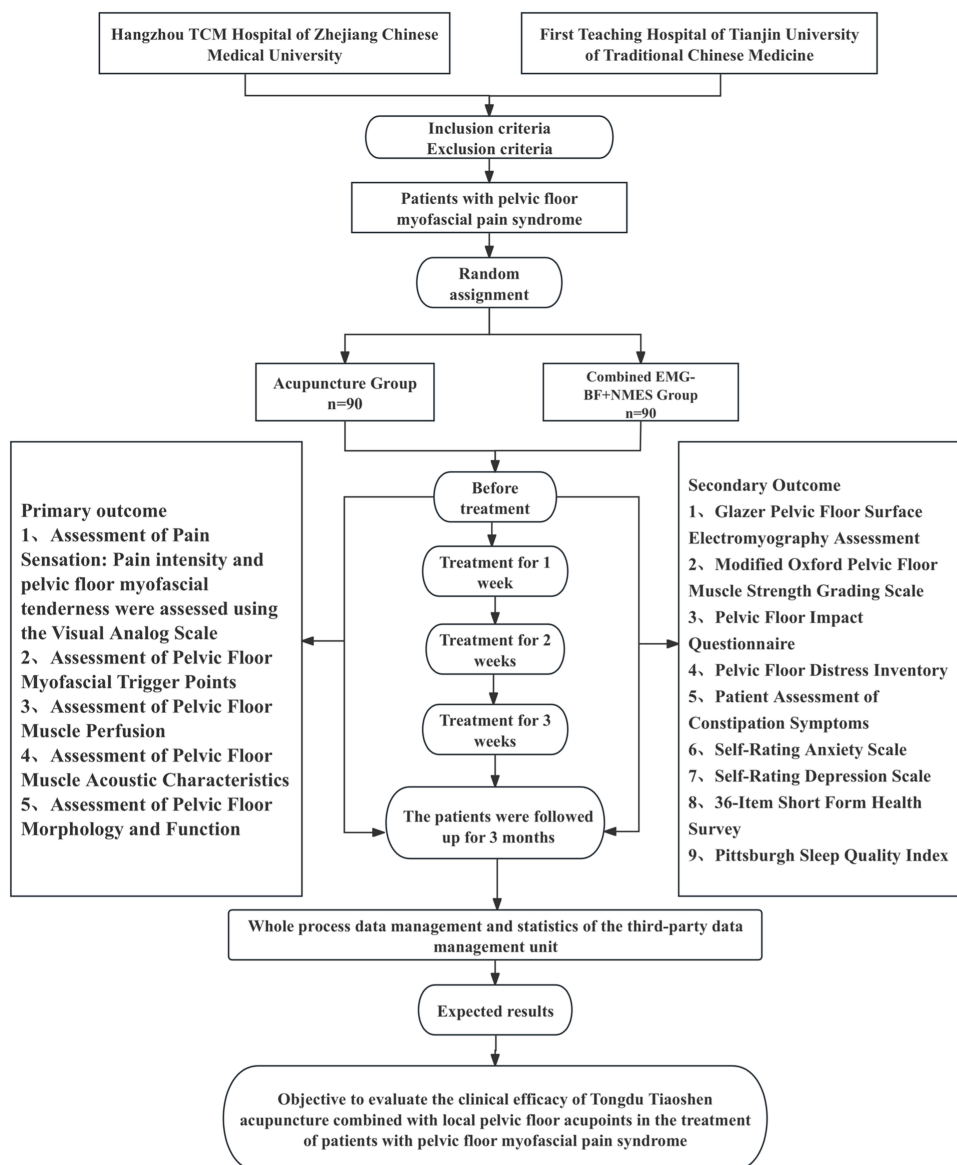 Hangzhou TCM Hospital of Zhejiang Chinese
Medical University
First Teaching Hospital of Tianjin University
of Traditional Chinese Medicine
Inclusion criteria
Exclusion criteria
Patients with pelvic floor
myofascial pain syndrome
Random
assignment
Acupuncture Group
n=90
Combined EMG-
BF+NMES Group
n=90
Primary outcome
1、Assessment of Pain
Sensation: Pain intensity and
pelvic floor myofascial
tenderness were assessed using
the Visual Analog Scale
2、Assessment of Pelvic Floor
Myofascial Trigger Points
3、Assessment of Pelvic Floor
Muscle Perfusion
4、Assessment of Pelvic Floor
Muscle Acoustic Characteristics
5、Assessment of Pelvic Floor
Morphology and Function
Before
treatment
Treatment for 1
week
Treatment for 2
weeks
Treatment for 3
weeks
The patients were followed
up for 3 months
Secondary Outcome
1、Glazer Pelvic Floor Surface
Electromyography Assessment
2、Modified Oxford Pelvic Floor
Muscle Strength Grading Scale
3、Pelvic Floor Impact
Questionnaire
4、Pelvic Floor Distress Inventory
5、Patient Assessment of
Constipation Symptoms
6、Self-Rating Anxiety Scale
7、Self-Rating Depression Scale
8、36-Item Short Form Health
Survey
9、Pittsburgh Sleep Quality Index
Whole process data management and statistics of the third-party data
management unit
Expected results
Objective to evaluate the clinical efficacy of Tongdu Tiaoshen
acupuncture combined with local pelvic floor acupoints in the treatment
of patients with pelvic floor myofascial pain syndrome